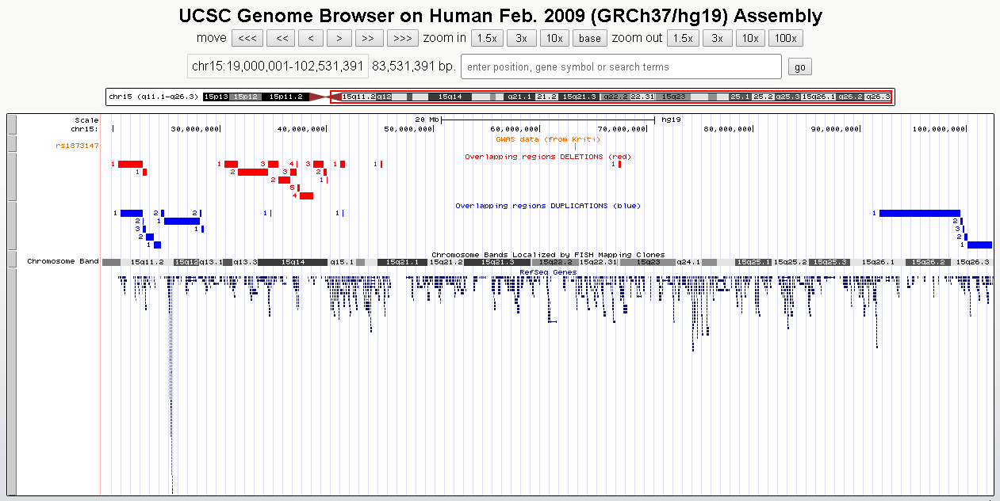 UCSC Genome Browser on Human Feb. 2009 (GRCh37/hg19) Assembly
move <<< << < > >> >>> zoom in 1.5x 3x 10x base zoom out 1.5x 3x 10x 100x
chr15:19,000,001-102,531,391 83,531,391 bp. enter position, gene symbol or search terms go
chr15 (q11.1-q26.3) 15p13 15p12 15p11.2 15q11.2 q12 15q14 q21.1 21.2 15q21.3 q22.2 22.31 15q23 25.1 25.2 q25.3 15q26.1 q26.2 q26.3
Scale 20 Mb hg19
chr15: 30,000,000 40,000,000 50,000,000 60,000,000 70,000,000 80,000,000 90,000,000 100,000,000
GWAS data (from Kriti)
rs1873147
Overlapping regions DELETIONS (red)
1 1 3 4 3 1 1 1
1 2 3 2
2 1
5
4
Overlapping regions DUPLICATIONS (blue)
1 2 2 1 1 1
2 1 2
3 1 3
2 2
1 1
Chromosome Bands Localized by FISH Mapping Clones
Chromosome Band 15q11.2 15q12 q13.1 q13.3 15q14 q15.1 15q21.1 15q21.2 15q21.3 15q22.2 15q22.31 15q23 q24.1 15q25.1 15q25.2 15q25.3 15q26.1 15q26.2 15q26.3
RefSeq Genes